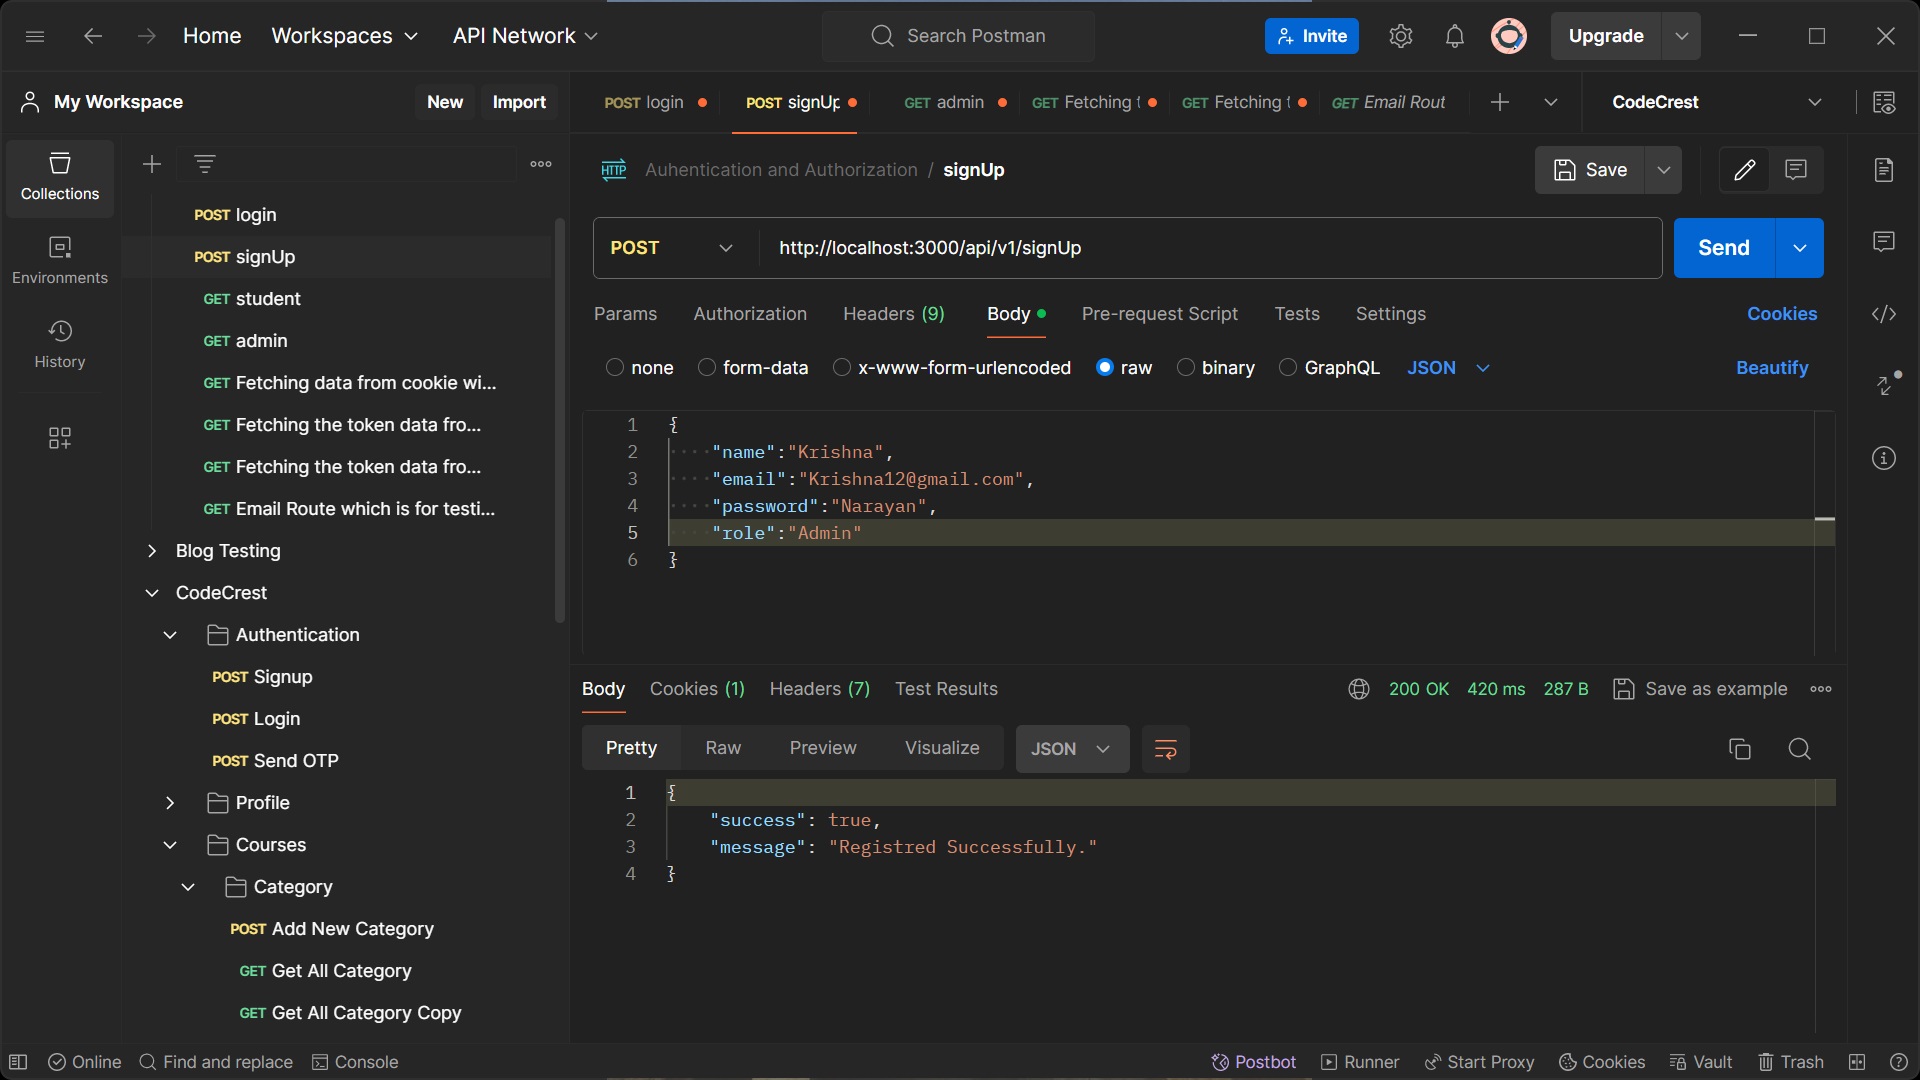 Home Workspaces API Network Search Postman Invite Upgrade
My Workspace New Import
POST login POST signUp GET admin GET Fetching t GET Fetching t GET Email Rout CodeCrest
Collections
Environments
History
POST login
POST signUp
GET student
GET admin
GET Fetching data from cookie wi...
GET Fetching the token data fro...
GET Fetching the token data fro...
GET Email Route which is for testi...
Blog Testing
CodeCrest
Authentication
POST Signup
POST Login
POST Send OTP
Profile
Courses
Category
POST Add New Category
GET Get All Category
GET Get All Category Copy
HTTP Auhentication and Authorization / signUp Save
POST http://localhost:3000/api/v1/signUp Send
Params Authorization Headers (9) Body Pre-request Script Tests Settings Cookies
none form-data x-www-form-urlencoded raw binary GraphQL JSON Beautify
1 {
2 "name":"Krishna",
3 "email":"Krishna12@gmail.com",
4 "password":"Narayan",
5 "role":"Admin"
6 }
Body Cookies (1) Headers (7) Test Results 200 OK 420 ms 287 B Save as example
Pretty Raw Preview Visualize JSON
1 {
2 "success": true,
3 "message": "Registred Successfully."
4 }
Online Find and replace Console Postbot Runner Start Proxy Cookies Vault Trash